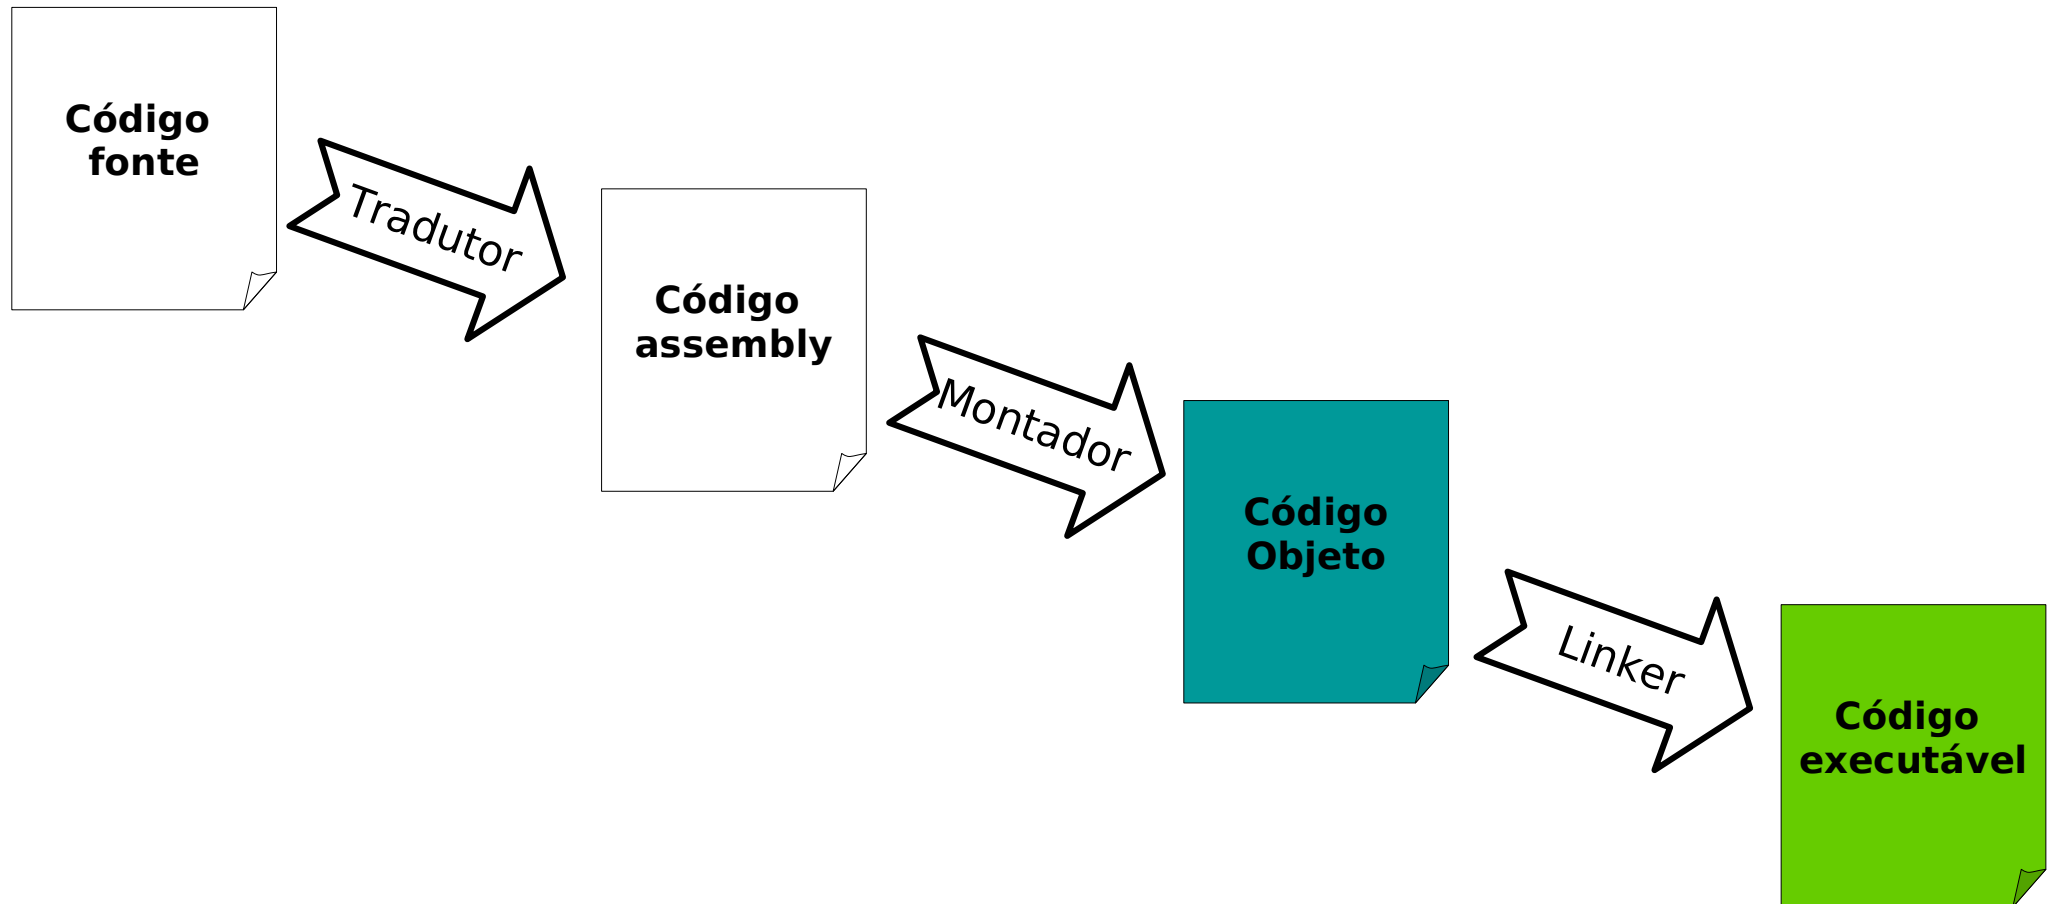 Código
fonte
Tradutor
Código
assembly
Montador
Código
Objeto
Linker
Código
executável